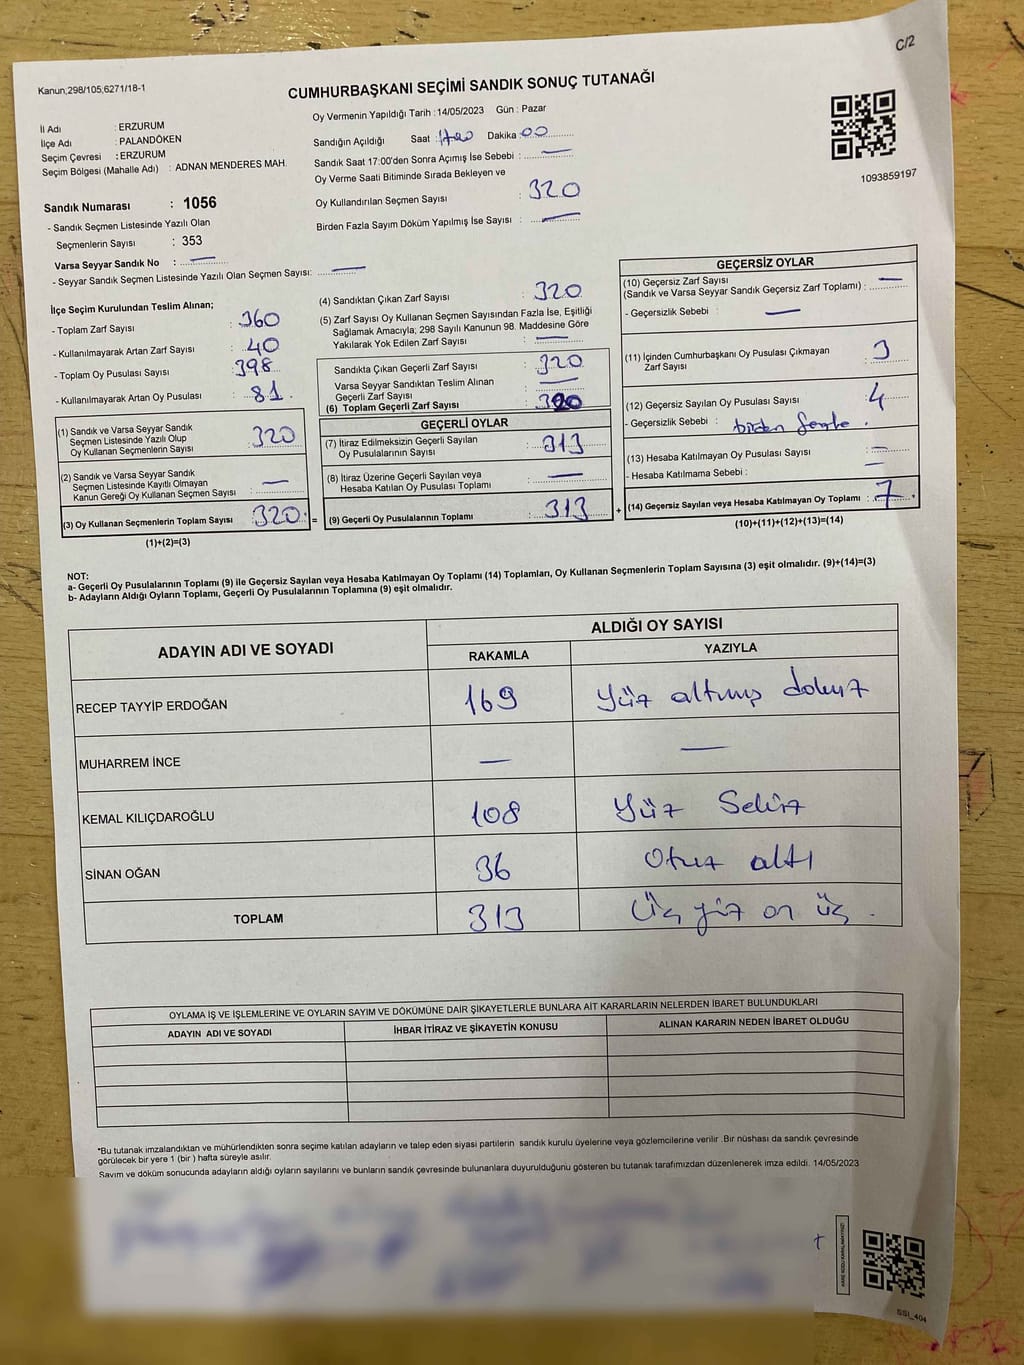 C/2
Kanun;298/105;6271/18-1
CUMHURBAŞKANI SEÇİMİ SANDIK SONUÇ TUTANAĞI
İl Adı : ERZURUM
İlçe Adı : PALANDÖKEN
Seçim Çevresi : ERZURUM
Seçim Bölgesi (Mahalle Adı) : ADNAN MENDERES MAH.
Oy Vermenin Yapıldığı Tarih : 14/05/2023 Gün : Pazar
Sandığın Açıldığı Saat : Dakika : 00
Sandık Saat 17:00'den Sonra Açımış İse Sebebi : —
Oy Verme Saati Bitiminde Sırada Bekleyen ve
Oy Kullandırılan Seçmen Sayısı : 320
Birden Fazla Sayım Döküm Yapılmış İse Sayısı : —
1093859197
Sandık Numarası : 1056
- Sandık Seçmen Listesinde Yazılı Olan
Seçmenlerin Sayısı : 353
Varsa Seyyar Sandık No : —
- Seyyar Sandık Seçmen Listesinde Yazılı Olan Seçmen Sayısı: —
İlçe Seçim Kurulundan Teslim Alınan;
- Toplam Zarf Sayısı : 360
- Kullanılmayarak Artan Zarf Sayısı : 40
- Toplam Oy Pusulası Sayısı : 398
- Kullanılmayarak Artan Oy Pusulası : 81
(1) Sandık ve Varsa Seyyar Sandık
Seçmen Listesinde Yazılı Olup
Oy Kullanan Seçmenlerin Sayısı : 320
(2) Sandık ve Varsa Seyyar Sandık
Seçmen Listesinde Kayıtlı Olmayan
Kanun Gereği Oy Kullanan Seçmen Sayısı : —
(3) Oy Kullanan Seçmenlerin Toplam Sayısı 320 =
(1)+(2)=(3)
(4) Sandıktan Çıkan Zarf Sayısı : 320
(5) Zarf Sayısı Oy Kullanan Seçmen Sayısından Fazla İse, Eşitliği
Sağlamak Amacıyla; 298 Sayılı Kanunun 98. Maddesine Göre
Yakılarak Yok Edilen Zarf Sayısı : —
Sandıkta Çıkan Geçerli Zarf Sayısı : 320
Varsa Seyyar Sandıktan Teslim Alınan
Geçerli Zarf Sayısı : —
(6) Toplam Geçerli Zarf Sayısı : 320
GEÇERLİ OYLAR
(7) İtiraz Edilmeksizin Geçerli Sayılan
Oy Pusulalarının Sayısı : 313
(8) İtiraz Üzerine Geçerli Sayılan veya
Hesaba Katılan Oy Pusulası Toplamı : —
(9) Geçerli Oy Pusulalarının Toplamı : 313 +
GEÇERSİZ OYLAR
(10) Geçersiz Zarf Sayısı
(Sandık ve Varsa Seyyar Sandık Geçersiz Zarf Toplamı) : —
- Geçersizlik Sebebi : —
(11) İçinden Cumhurbaşkanı Oy Pusulası Çıkmayan
Zarf Sayısı : 3
(12) Geçersiz Sayılan Oy Pusulası Sayısı : 4
- Geçersizlik Sebebi : birden fazla .
(13) Hesaba Katılmayan Oy Pusulası Sayısı : —
- Hesaba Katılmama Sebebi : —
(14) Geçersiz Sayılan veya Hesaba Katılmayan Oy Toplamı : 7
(10)+(11)+(12)+(13)=(14)
NOT:
a- Geçerli Oy Pusulalarının Toplamı (9) ile Geçersiz Sayılan veya Hesaba Katılmayan Oy Toplamı (14) Toplamları, Oy Kullanan Seçmenlerin Toplam Sayısına (3) eşit olmalıdır. (9)+(14)=(3)
b- Adayların Aldığı Oyların Toplamı, Geçerli Oy Pusulalarının Toplamına (9) eşit olmalıdır.
ADAYIN ADI VE SOYADI ALDIĞI OY SAYISI
RAKAMLA YAZIYLA
RECEP TAYYİP ERDOĞAN 169 Yüz altmış dokuz
MUHARREM İNCE — —
KEMAL KILIÇDAROĞLU 108 Yüz Sekiz
SİNAN OĞAN 36 Otuz altı
TOPLAM 313 Üç yüz on üç .
OYLAMA İŞ VE İŞLEMLERİNE VE OYLARIN SAYIM VE DÖKÜMÜNE DAİR ŞİKAYETLERLE BUNLARA AİT KARARLARIN NELERDEN İBARET BULUNDUKLARI
ADAYIN ADI VE SOYADI İHBAR İTİRAZ VE ŞİKAYETİN KONUSU ALINAN KARARIN NEDEN İBARET OLDUĞU
*Bu tutanak imzalandıktan ve mühürlendikten sonra seçime katılan adayların ve talep eden siyasi partilerin sandık kurulu üyelerine veya gözlemcilerine verilir .Bir nüshası da sandık çevresinde
görülecek bir yere 1 (bir ) hafta süreyle asılır.
Sayım ve döküm sonucunda adayların aldığı oyların sayılarını ve bunların sandık çevresinde bulunanlara duyurulduğunu gösteren bu tutanak tarafımızdan düzenlenerek imza edildi. 14/05/2023
SSİ_404